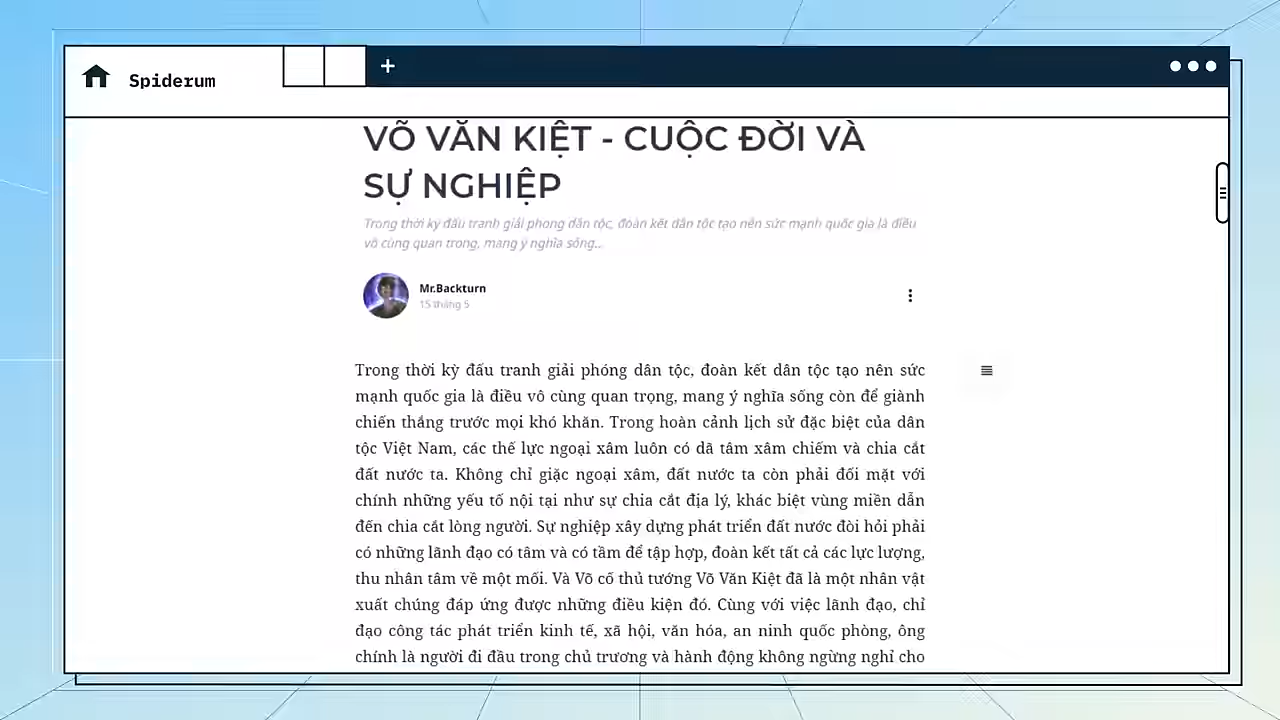 Spiderum
VÕ VĂN KIỆT - CUỘC ĐỜI VÀ
SỰ NGHIỆP
Trong thời kỳ đấu tranh giải phong dân tộc, đoàn kết dân tộc tạo nên sức mạnh quốc gia là điều
vô cùng quan trong, mang ý nghĩa sông...
Mr.Backturn
15 tháng 5
Trong thời kỳ đấu tranh giải phóng dân tộc, đoàn kết dân tộc tạo nên sức
mạnh quốc gia là điều vô cùng quan trọng, mang ý nghĩa sống còn để giành
chiến thắng trước mọi khó khăn. Trong hoàn cảnh lịch sử đặc biệt của dân
tộc Việt Nam, các thế lực ngoại xâm luôn có dã tâm xâm chiếm và chia cắt
đất nước ta. Không chỉ giặc ngoại xâm, đất nước ta còn phải đối mặt với
chính những yếu tố nội tại như sự chia cắt địa lý, khác biệt vùng miền dẫn
đến chia cắt lòng người. Sự nghiệp xây dựng phát triển đất nước đòi hỏi phải
có những lãnh đạo có tâm và có tầm để tập hợp, đoàn kết tất cả các lực lượng,
thu nhân tâm về một mối. Và Võ cố thủ tướng Võ Văn Kiệt đã là một nhân vật
xuất chúng đáp ứng được những điều kiện đó. Cùng với việc lãnh đạo, chỉ
đạo công tác phát triển kinh tế, xã hội, văn hóa, an ninh quốc phòng, ông
chính là người đi đầu trong chủ trương và hành động không ngừng nghỉ cho